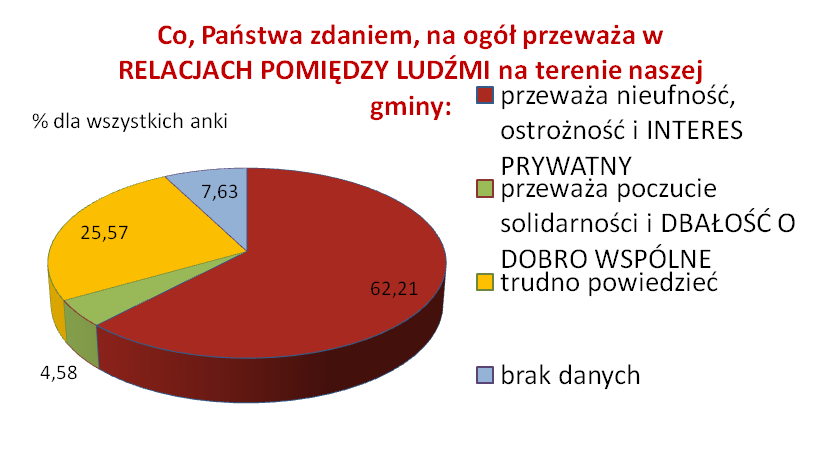 Co, Państwa zdaniem, na ogół przeważa w
RELACJACH POMIĘDZY LUDŹMI na terenie naszej
gminy:
% dla wszystkich anki
7,63
25,57
62,21
4,58
przeważa nieufność,
ostrożność i INTERES
PRYWATNY
przeważa poczucie
solidarności i DBAŁOŚĆ O
DOBRO WSPÓLNE
trudno powiedzieć
brak danych